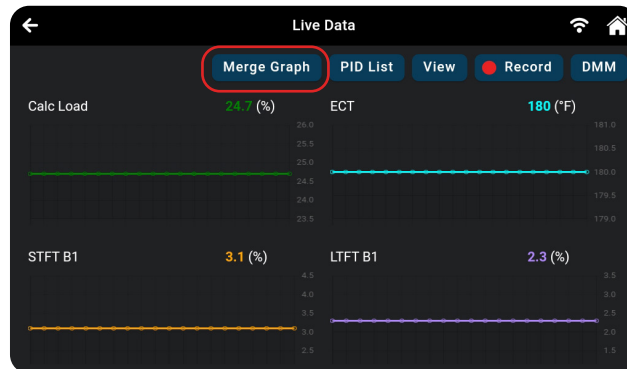 Live Data
Merge Graph PID List View Record DMM
Calc Load 24.7 (%) ECT 180 (°F)
26.0 181.0
25.5 180.5
25.0 180.0
24.5 179.5
24.0 179.0
23.5
STFT B1 3.1 (%) LTFT B1 2.3 (%)
4.5 3.5
4.0 3.0
3.5 2.5
3.0 2.0
2.5 1.5